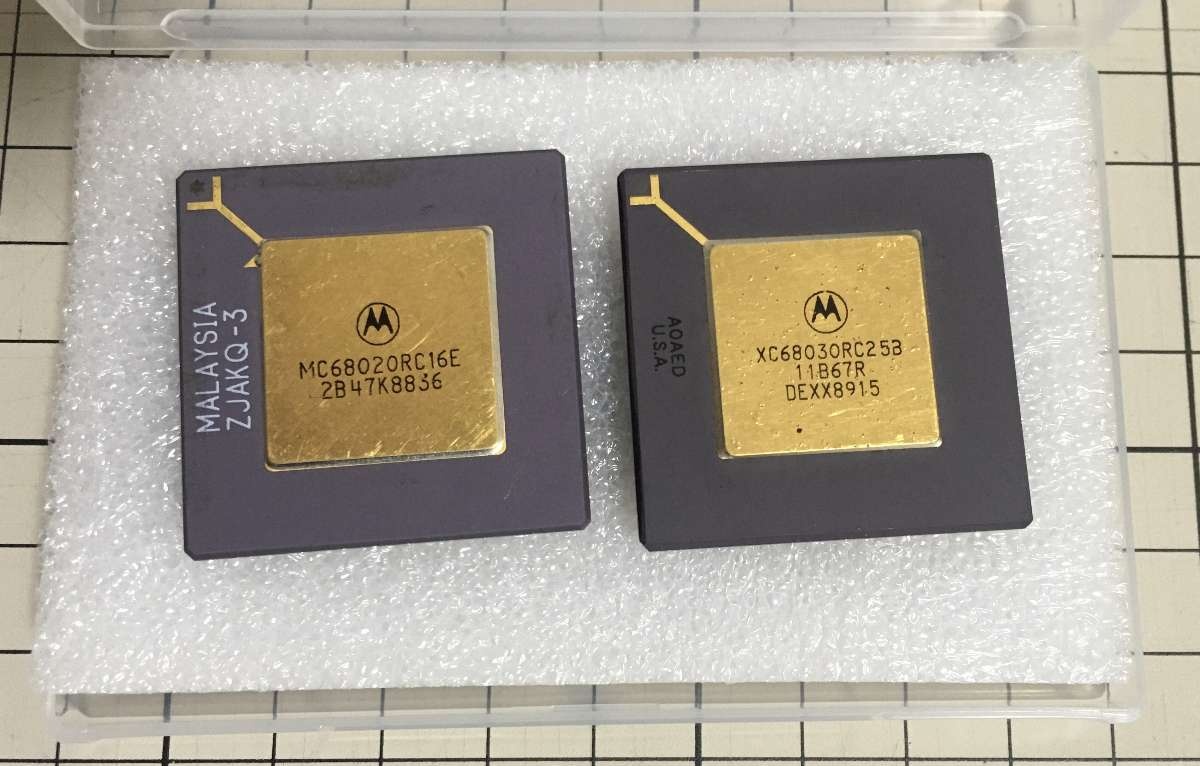 MALAYSIA
ZJAKQ-3
MC68020RC16E
2B47K8836
AOAED
U.S.A.
XC68030RC25B
11B67R
DEXX8915